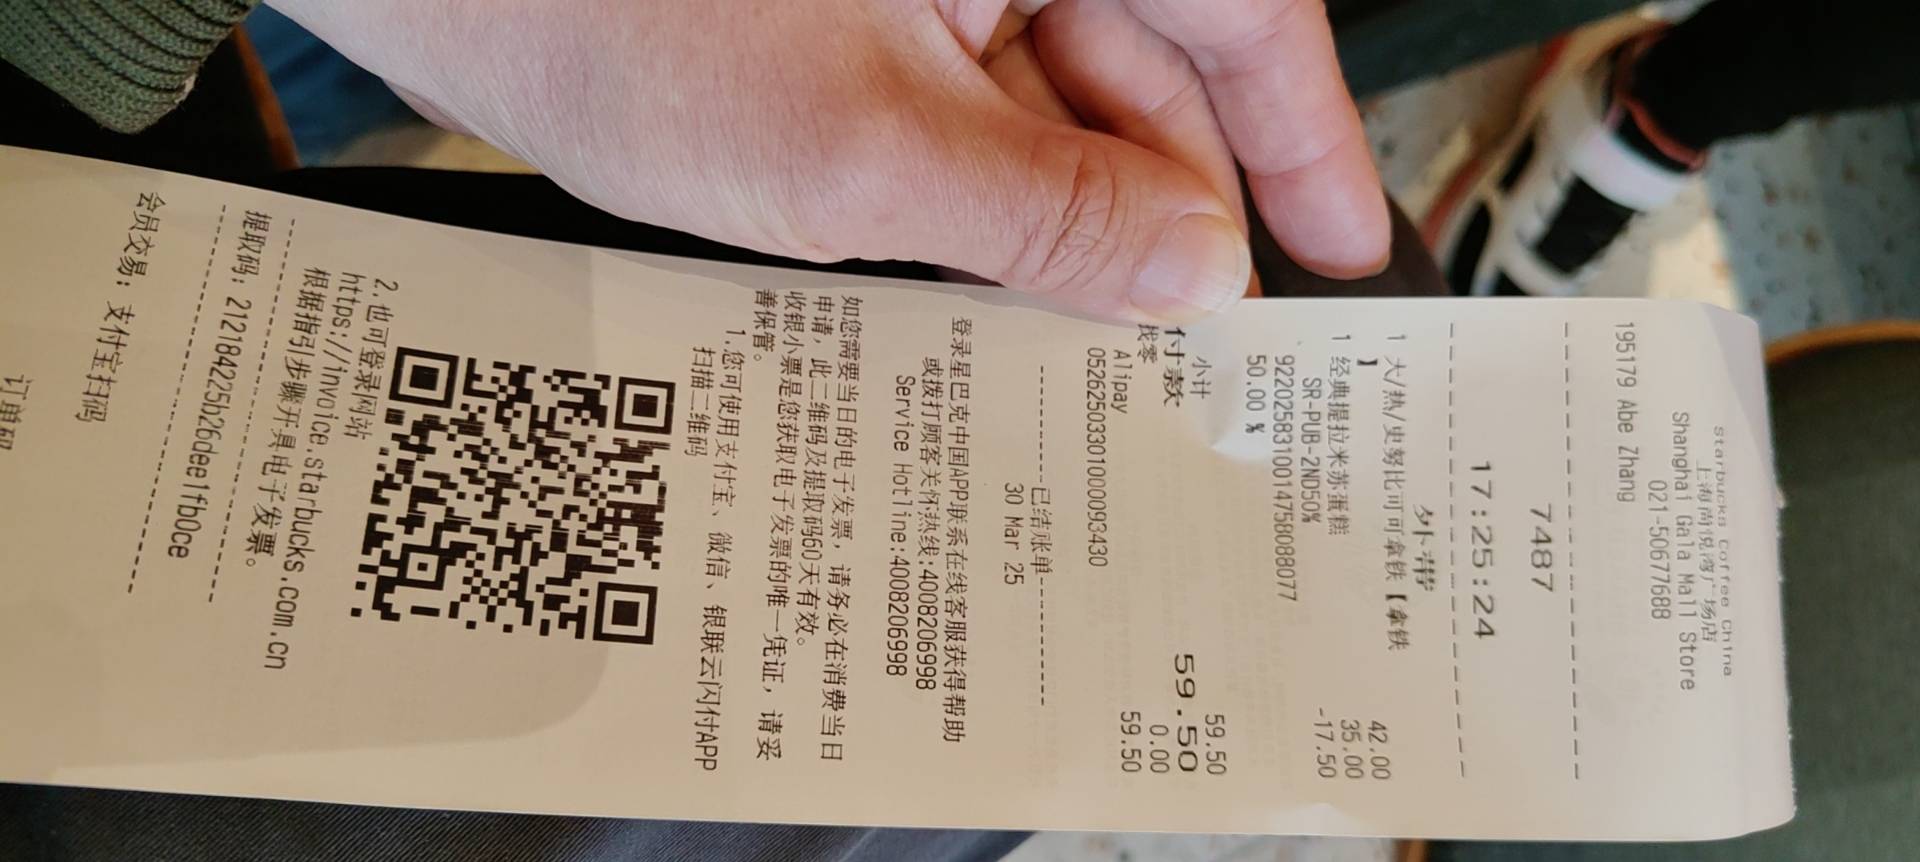 Starbucks Coffee China
上海尚悦湾广场店
Shanghai Gala Mall Store
021-50677688
195179 Abe Zhang
7487
17:25:24
外带
1 大/热/史努比可可拿铁【拿铁 42.00
】
1 经典提拉米苏蛋糕 35.00
SR-PUB-2ND50% -17.50
9220258310014758088077
50.00 %
小计 59.50
付款 59.50
找零 0.00
Alipay 59.50
0526250330100093430
已结账单
30 Mar 25
登录星巴克中国APP联系在线客服获得帮助
或拨打顾客关怀热线:4008206998
Service Hotline:4008206998
如您需要当日的电子发票，请务必在消费当日
申请，此二维码及提取码60天有效。
收银小票是您获取电子发票的唯一凭证，请妥
善保管。
1.您可使用支付宝、微信、银联云闪付APP
扫描二维码
2.也可登录网站
https://invoice.starbucks.com.cn
根据指引步骤开具电子发票。
提取码: 212184225b26dee1fb0ce
会员交易: 支付宝扫码